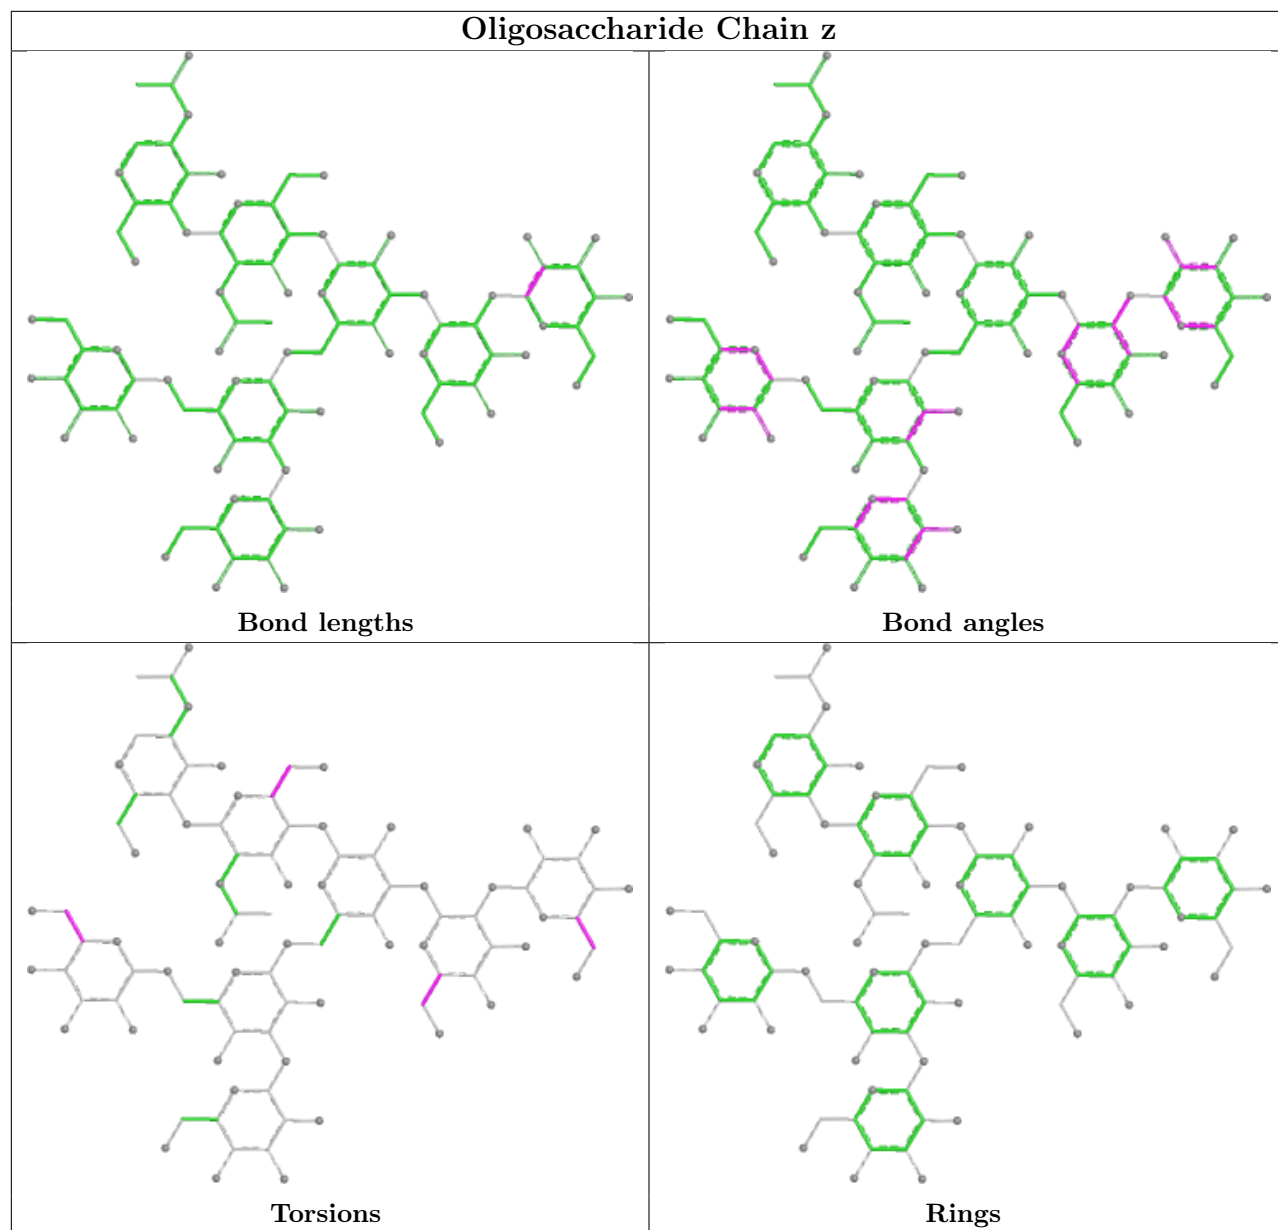 Oligosaccharide Chain z
Bond lengths
Bond angles
Torsions
Rings